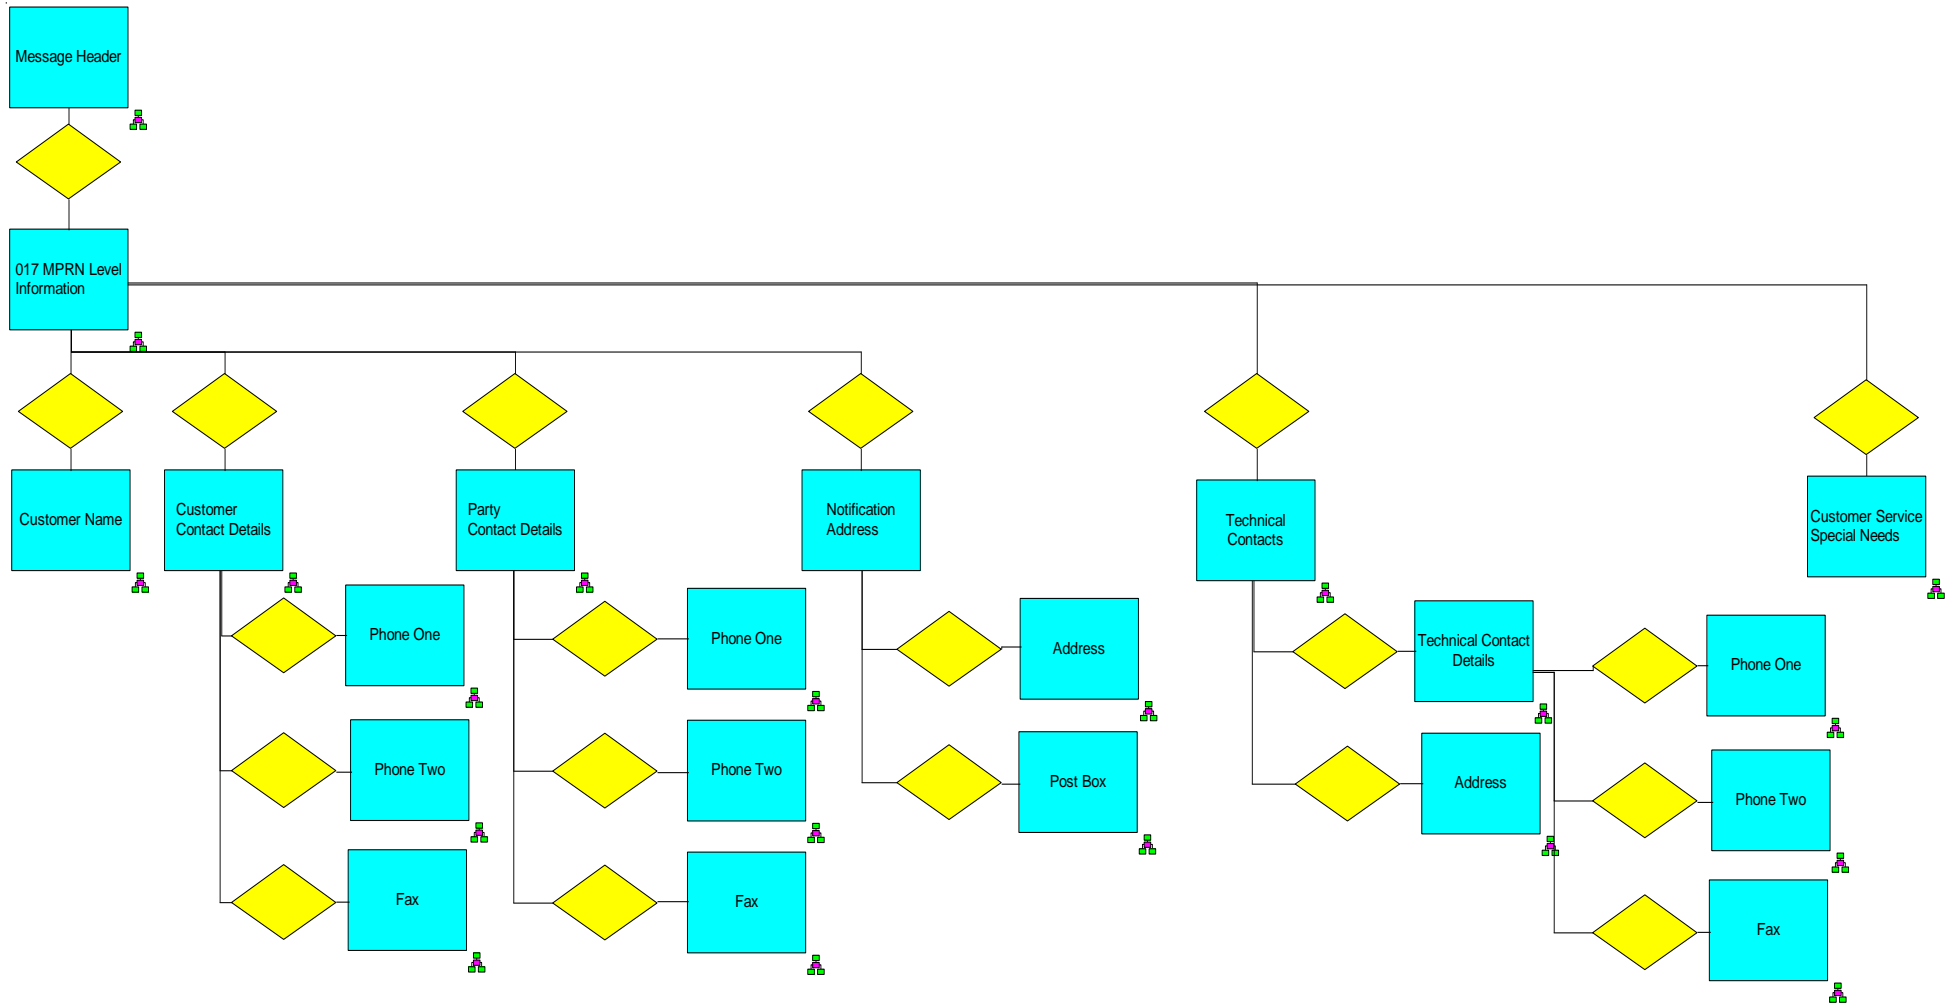 Message Header
017 MPRN Level
Information
Customer Name
Customer
Contact Details
Party
Contact Details
Notification
Address
Technical
Contacts
Customer Service
Special Needs
Phone One
Phone Two
Fax
Phone One
Phone Two
Fax
Address
Post Box
Technical Contact
Details
Address
Phone One
Phone Two
Fax